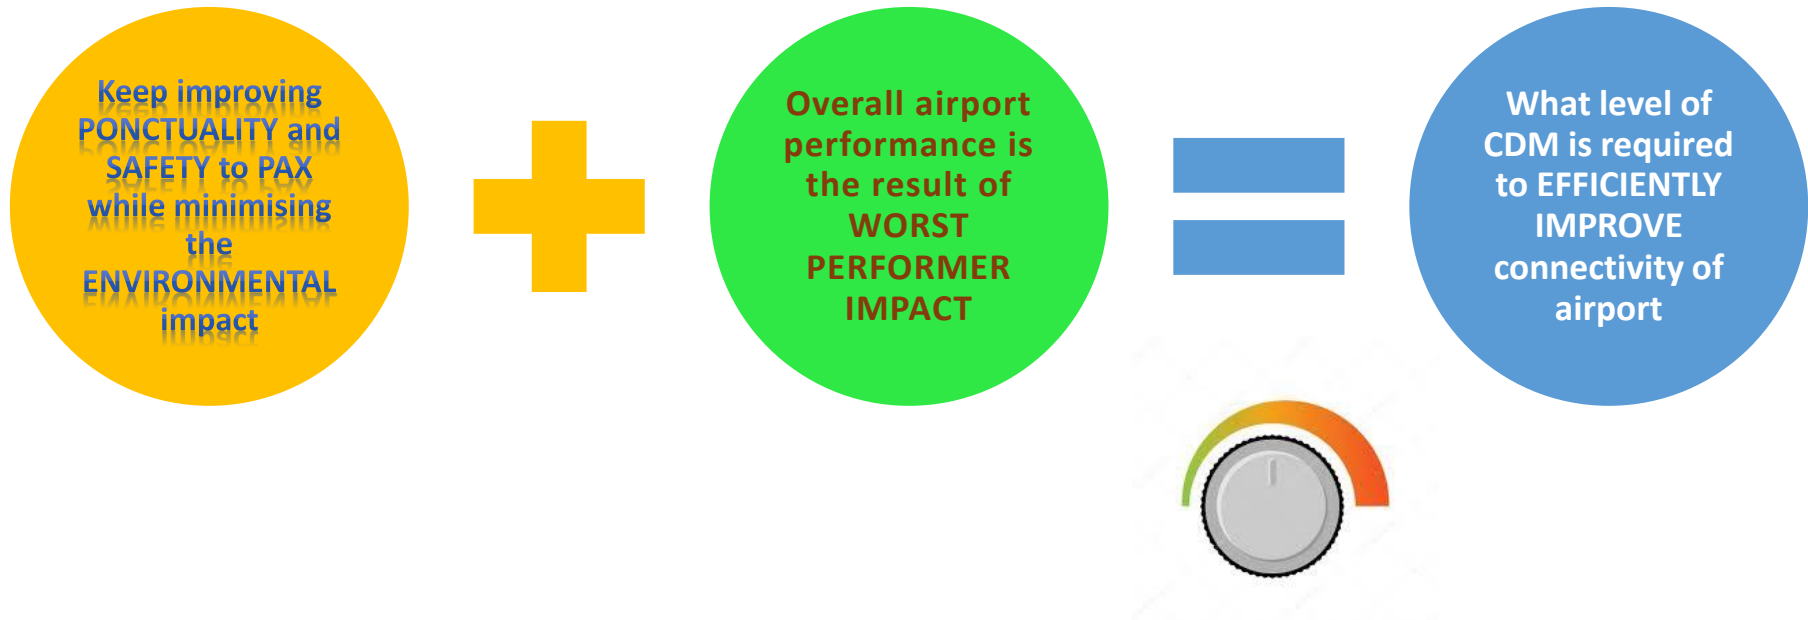 Keep improving
PONCTUALITY and
SAFETY to PAX
while minimising
the
ENVIRONMENTAL
impact
Overall airport
performance is
the result of
WORST
PERFORMER
IMPACT
What level of
CDM is required
to EFFICIENTLY
IMPROVE
connectivity of
airport